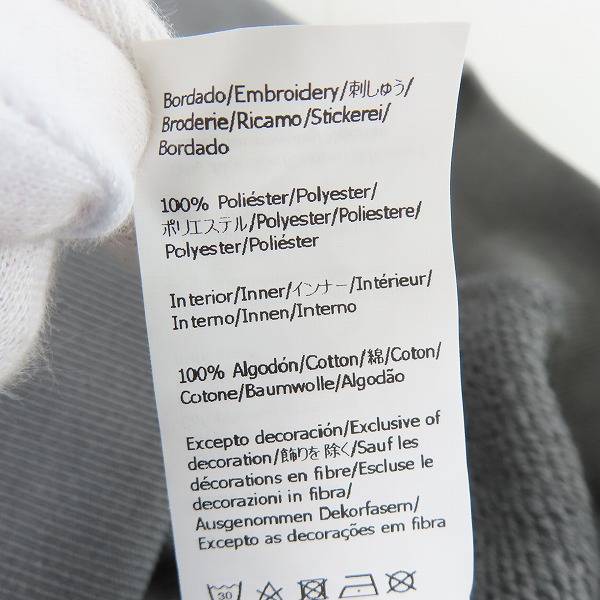 Bordado/Embroidery/刺しゅう/
Broderie/Ricamo/Stickerei/
Bordado
100% Poliéster/Polyester/
ポリエステル/Polyester/Poliestere/
Polyester/Poliéster
Interior/Inner/インナー/Intérieur/
Interno/Innen/Interno
100% Algodón/Cotton/綿/Coton/
Cotone/Baumwolle/Algodão
Excepto decoración/Exclusive of
decoration/飾りを除く/Sauf les
décorations en fibre/Escluse le
decorazioni in fibra/
Ausgenommen Dekorfasern/
Excepto as decorações em fibra
30